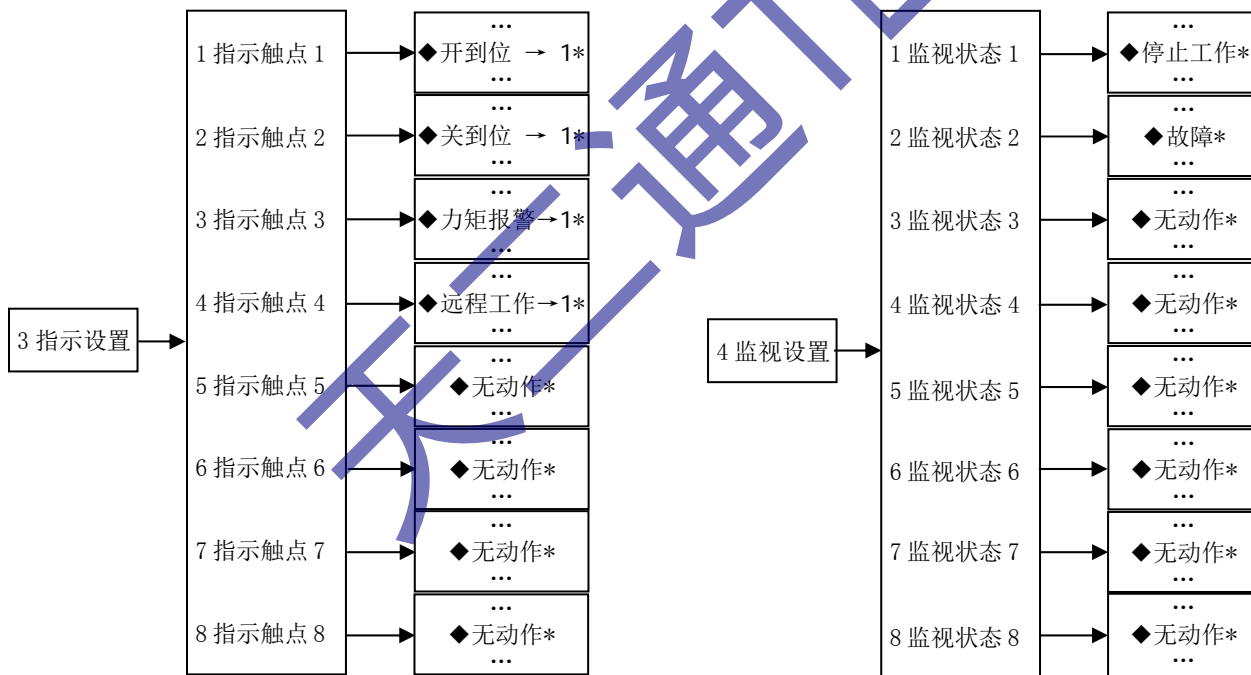 3 指示设置
1 指示触点 1
…
◆开到位 → 1*
…
2 指示触点 2
…
◆关到位 → 1*
…
3 指示触点 3
…
◆力矩报警→1*
…
4 指示触点 4
…
◆远程工作→1*
…
5 指示触点 5
…
◆无动作*
…
6 指示触点 6
…
◆无动作*
…
7 指示触点 7
…
◆无动作*
…
8 指示触点 8
…
◆无动作*
…
4 监视设置
1 监视状态 1
…
◆停止工作*
…
2 监视状态 2
…
◆故障*
…
3 监视状态 3
…
◆无动作*
…
4 监视状态 4
…
◆无动作*
…
5 监视状态 5
…
◆无动作*
…
6 监视状态 6
…
◆无动作*
…
7 监视状态 7
…
◆无动作*
…
8 监视状态 8
…
◆无动作*
…
天二通